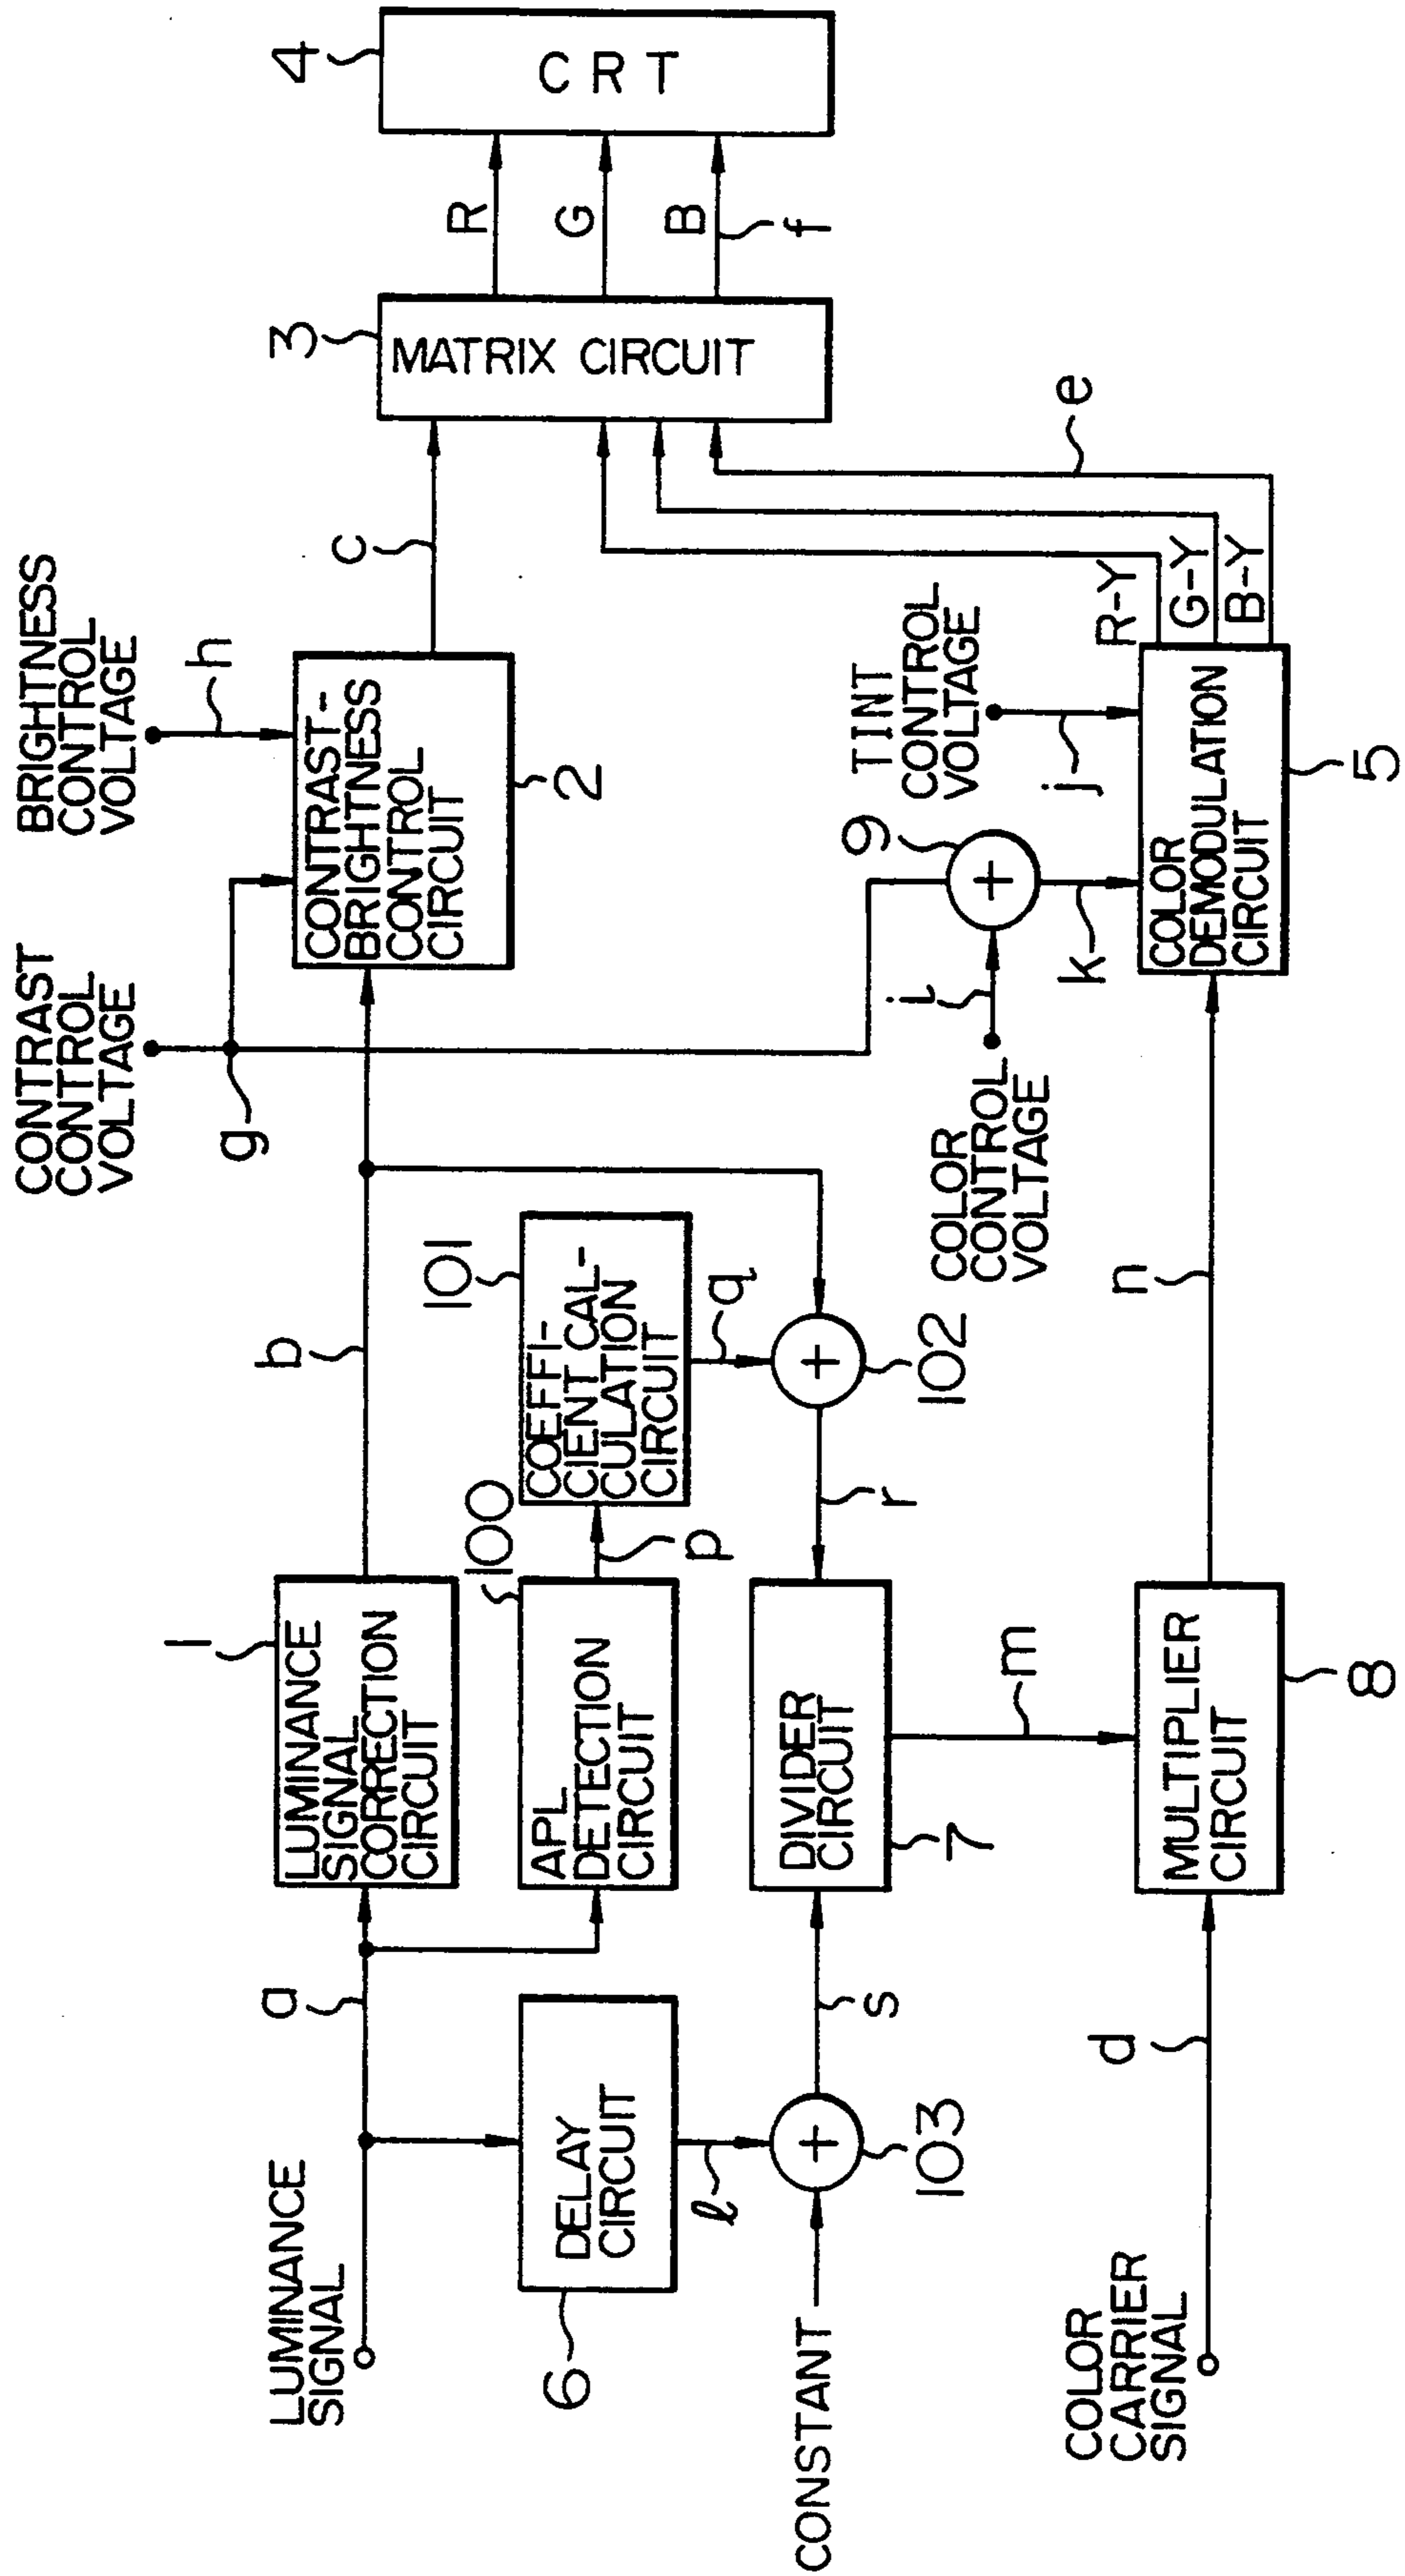 CONTRAST
CONTROL
VOLTAGE
BRIGHTNESS
CONTROL
VOLTAGE
g
h
LUMINANCE
SIGNAL
a
1
LUMINANCE
SIGNAL
CORRECTION
CIRCUIT
b
CONTRAST-
BRIGHTNESS
CONTROL
CIRCUIT
2
c
3
MATRIX CIRCUIT
R
G
B
f
4
CRT
6
DELAY
CIRCUIT
ℓ
100
APL
DETECTION
CIRCUIT
p
101
COEFFI-
CIENT CAL-
CULATION
CIRCUIT
q
CONSTANT
+
103
s
DIVIDER
CIRCUIT
7
m
r
+
102
COLOR
CONTROL
VOLTAGE
i
9
+
k
TINT
CONTROL
VOLTAGE
j
COLOR
CARRIER
SIGNAL
d
MULTIPLIER
CIRCUIT
8
n
COLOR
DEMODULATION
CIRCUIT
5
R-Y
G-Y
B-Y
e